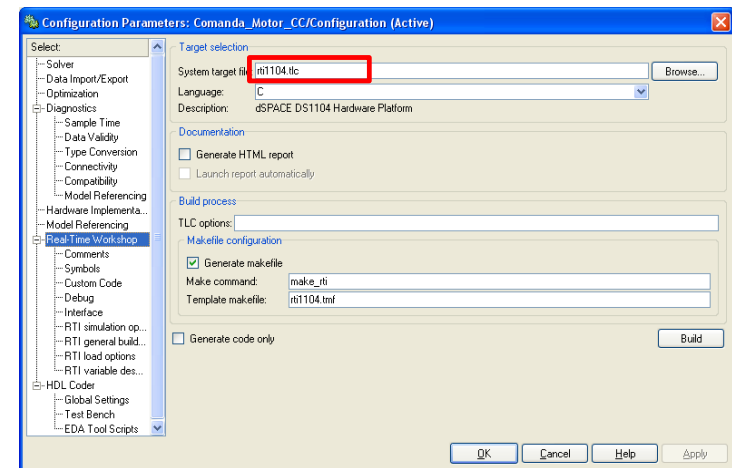 Configuration Parameters: Comanda_Motor_CC/Configuration (Active)
Select:
Solver
Data Import/Export
Optimization
Diagnostics
Sample Time
Data Validity
Type Conversion
Connectivity
Compatibility
Model Referencing
Hardware Implementa...
Model Referencing
Real-Time Workshop
Comments
Symbols
Custom Code
Debug
Interface
RTI simulation op...
RTI general build...
RTI load options
RTI variable des...
HDL Coder
Global Settings
Test Bench
EDA Tool Scripts
Target selection
System target fil rti1104.tlc Browse...
Language: C
Description: dSPACE DS1104 Hardware Platform
Documentation
Generate HTML report
Launch report automatically
Build process
TLC options:
Makefile configuration
Generate makefile
Make command: make_rti
Template makefile: rti1104.tmf
Generate code only Build
OK Cancel Help Apply